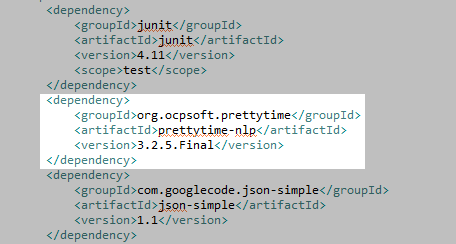 <dependency>
<groupId>junit</groupId>
<artifactId>junit</artifactId>
<version>4.11</version>
<scope>test</scope>
</dependency>
<dependency>
<groupId>org.ocpsoft.prettytime</groupId>
<artifactId>prettytime-nlp</artifactId>
<version>3.2.5.Final</version>
</dependency>
<dependency>
<groupId>com.googlecode.json-simple</groupId>
<artifactId>json-simple</artifactId>
<version>1.1</version>
</dependency>